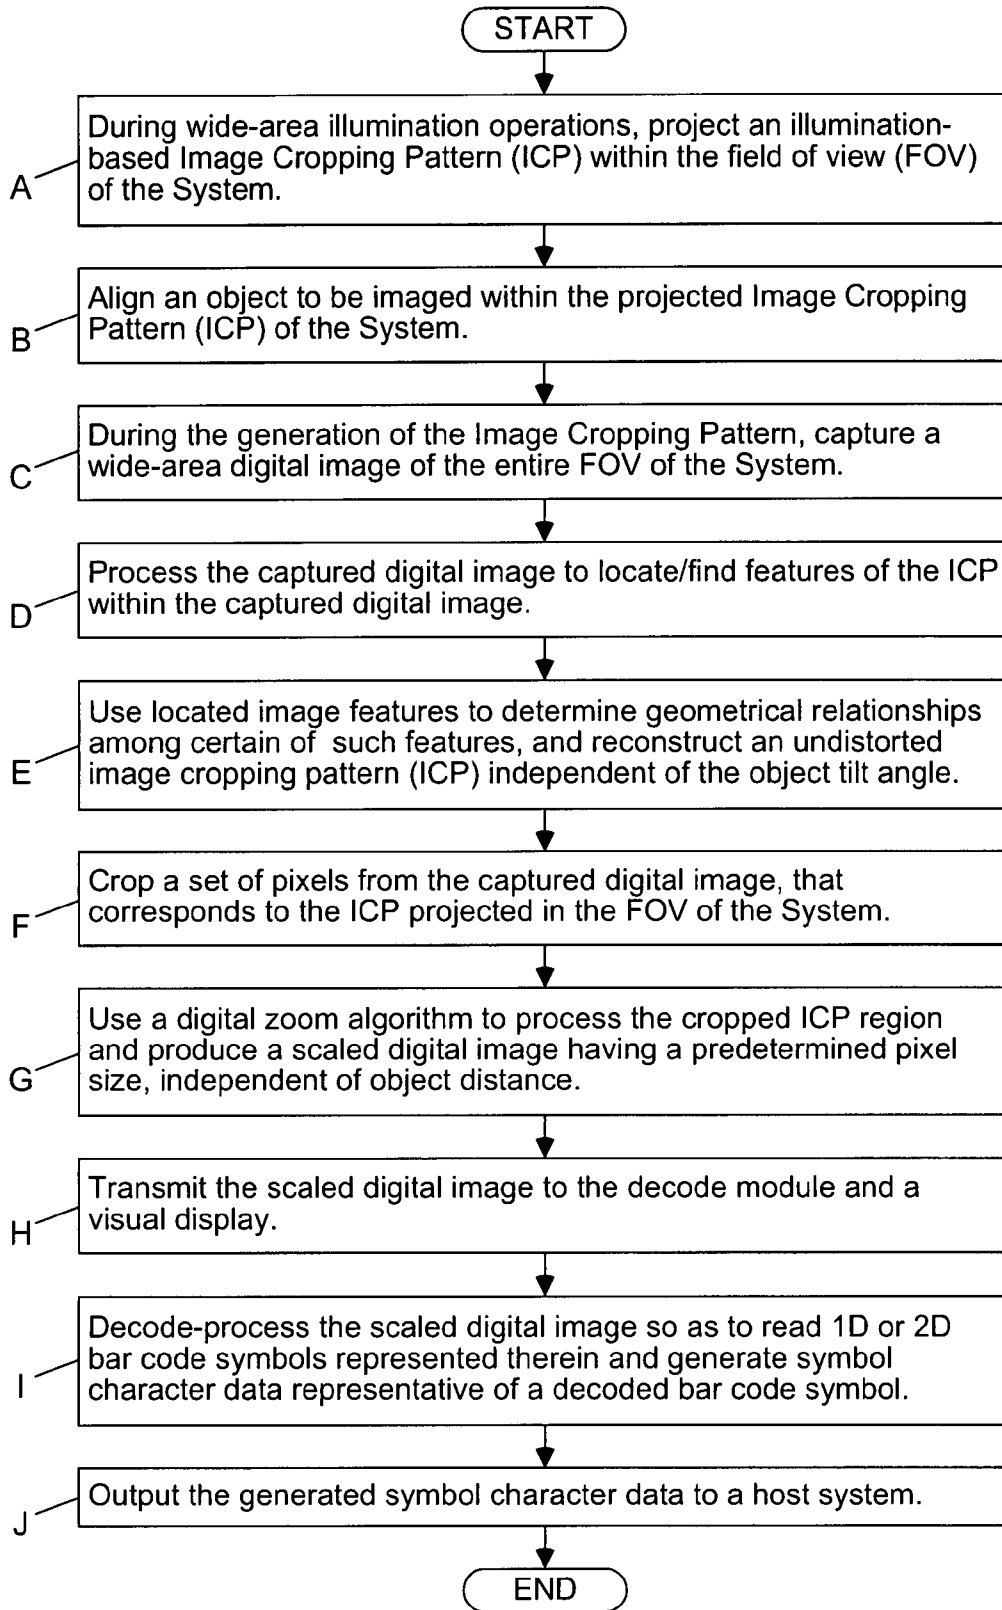 START
During wide-area illumination operations, project an illumination-
based Image Cropping Pattern (ICP) within the field of view (FOV)
of the System.
A
Align an object to be imaged within the projected Image Cropping
Pattern (ICP) of the System.
B
During the generation of the Image Cropping Pattern, capture a
wide-area digital image of the entire FOV of the System.
C
Process the captured digital image to locate/find features of the ICP
within the captured digital image.
D
Use located image features to determine geometrical relationships
among certain of such features, and reconstruct an undistorted
image cropping pattern (ICP) independent of the object tilt angle.
E
Crop a set of pixels from the captured digital image, that
corresponds to the ICP projected in the FOV of the System.
F
Use a digital zoom algorithm to process the cropped ICP region
and produce a scaled digital image having a predetermined pixel
size, independent of object distance.
G
Transmit the scaled digital image to the decode module and a
visual display.
H
Decode-process the scaled digital image so as to read 1D or 2D
bar code symbols represented therein and generate symbol
character data representative of a decoded bar code symbol.
I
Output the generated symbol character data to a host system.
J
END